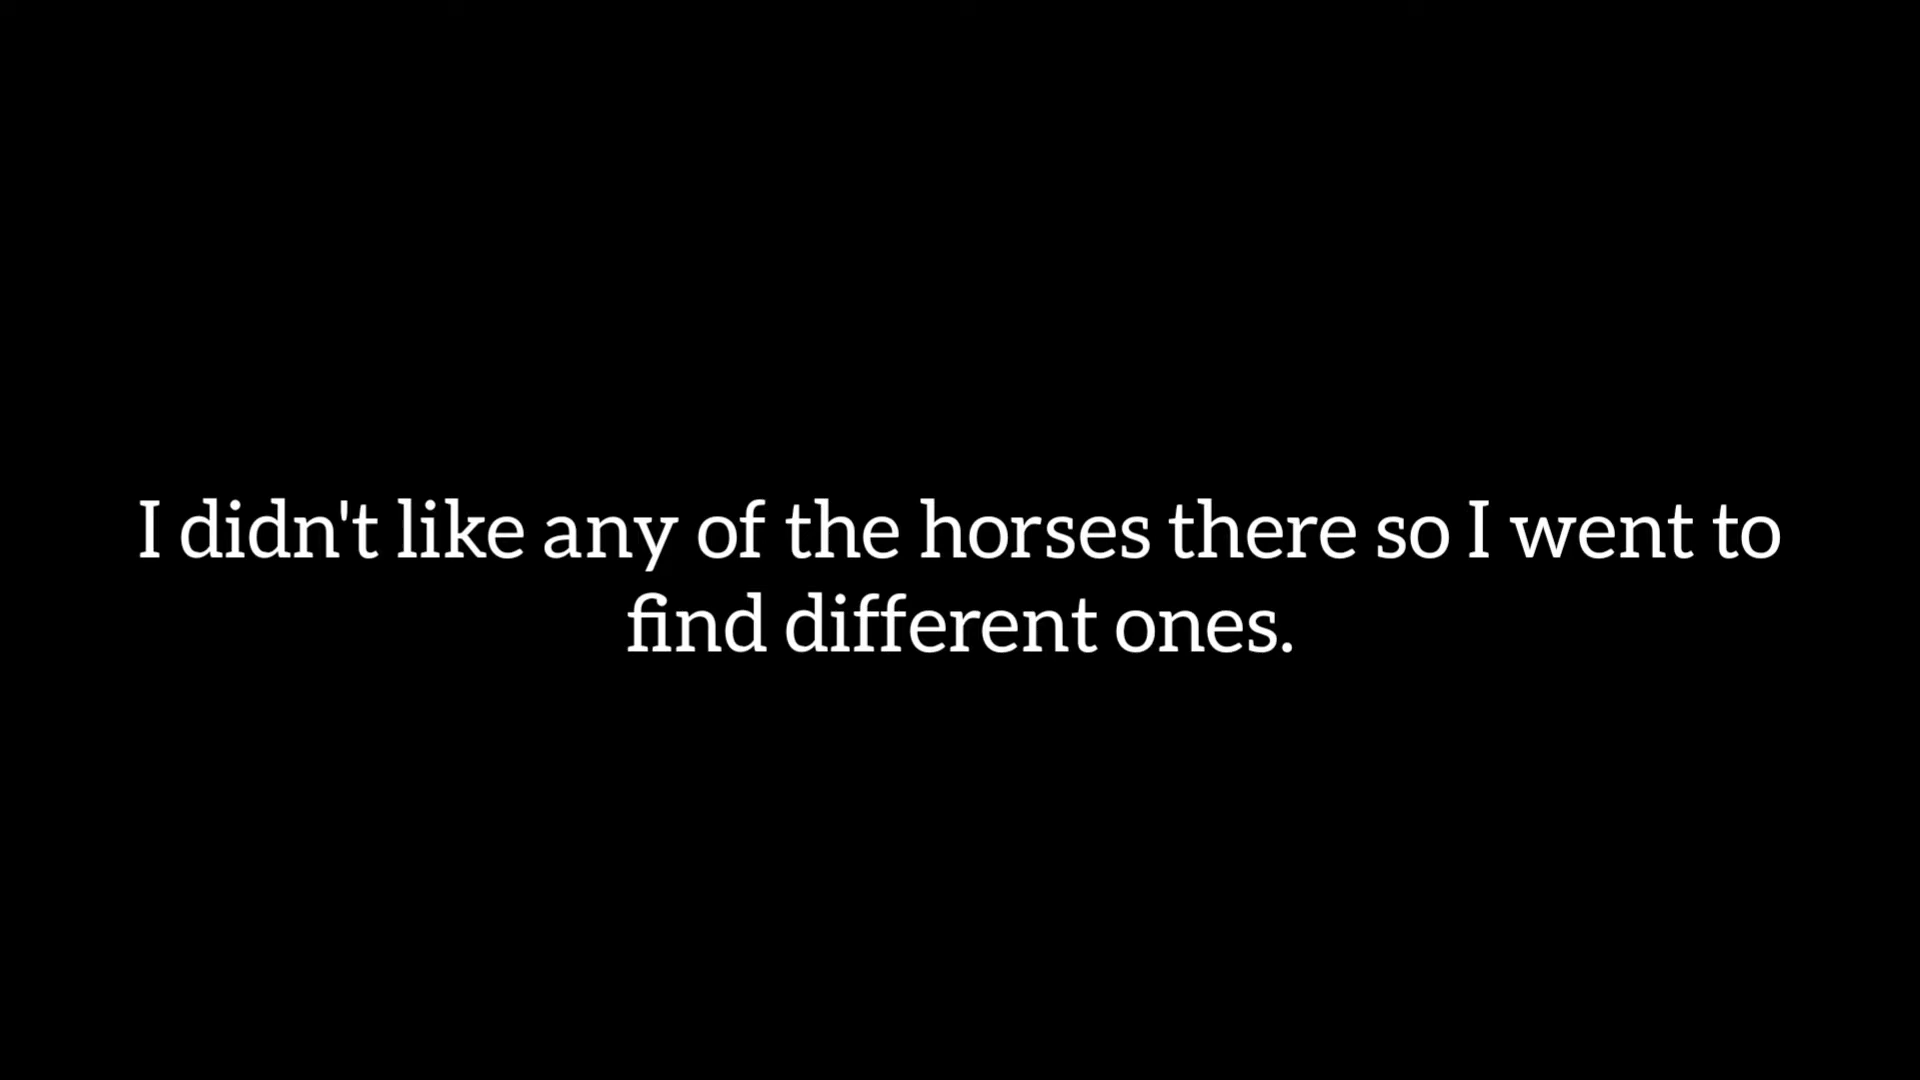 I didn't like any of the horses there so I went to
find different ones.